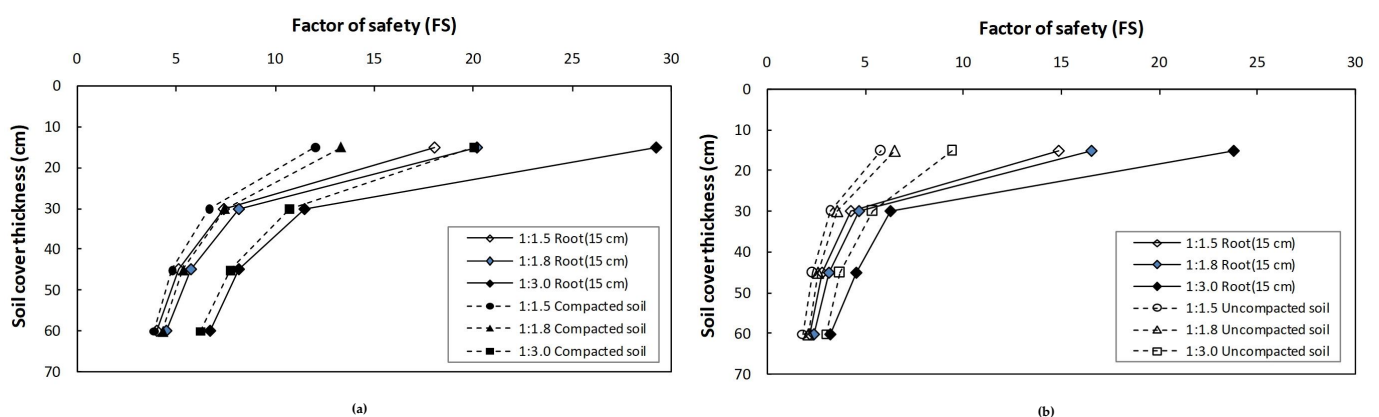 Factor of safety (FS)
0 5 10 15 20 25 30
Soil cover thickness (cm)
0
10
20
30
40
50
60
70
1:1.5 Root(15 cm)
1:1.8 Root(15 cm)
1:3.0 Root(15 cm)
1:1.5 Compacted soil
1:1.8 Compacted soil
1:3.0 Compacted soil
(a)
Factor of safety (FS)
0 5 10 15 20 25 30
Soil cover thickness (cm)
0
10
20
30
40
50
60
70
1:1.5 Root(15 cm)
1:1.8 Root(15 cm)
1:3.0 Root(15 cm)
1:1.5 Uncompacted soil
1:1.8 Uncompacted soil
1:3.0 Uncompacted soil
(b)